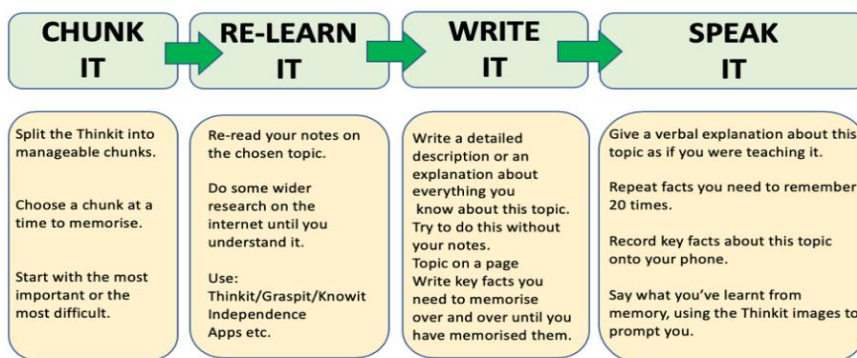 CHUNK
IT
RE-LEARN
IT
WRITE
IT
SPEAK
IT
Split the Thinkit into
manageable chunks.
Choose a chunk at a
time to memorise.
Start with the most
important or the
most difficult.
Re-read your notes on
the chosen topic.
Do some wider
research on the
internet until you
understand it.
Use:
Thinkit/Graspit/Knowit
Independence
Apps etc.
Write a detailed
description or an
explanation about
everything you
know about this topic.
Try to do this without
your notes.
Topic on a page
Write key facts you
need to memorise
over and over until you
have memorised them.
Give a verbal explanation about this
topic as if you were teaching it.
Repeat facts you need to remember
20 times.
Record key facts about this topic
onto your phone.
Say what you've learnt from
memory, using the Thinkit images to
prompt you.